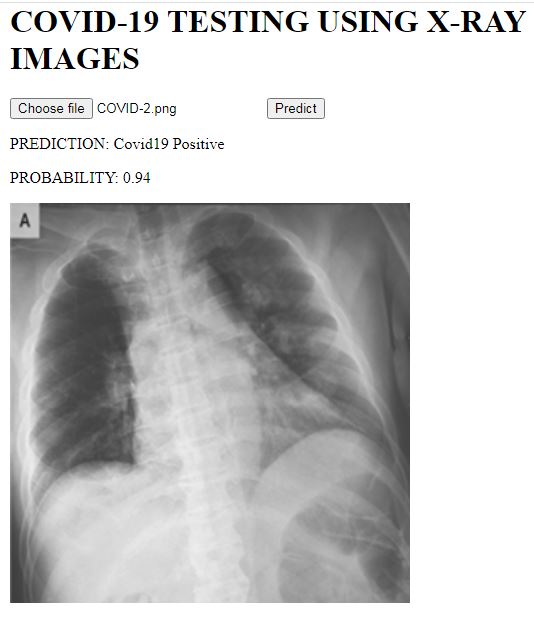 COVID-19 TESTING USING X-RAY
IMAGES
Choose file COVID-2.png Predict
PREDICTION: Covid19 Positive
PROBABILITY: 0.94
A